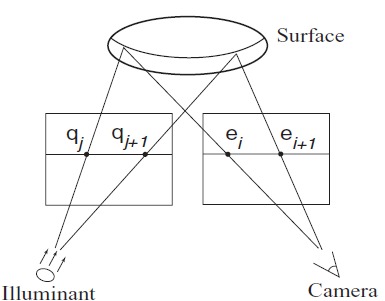 Surface
qj qj+1 ei ei+1
Illuminant Camera